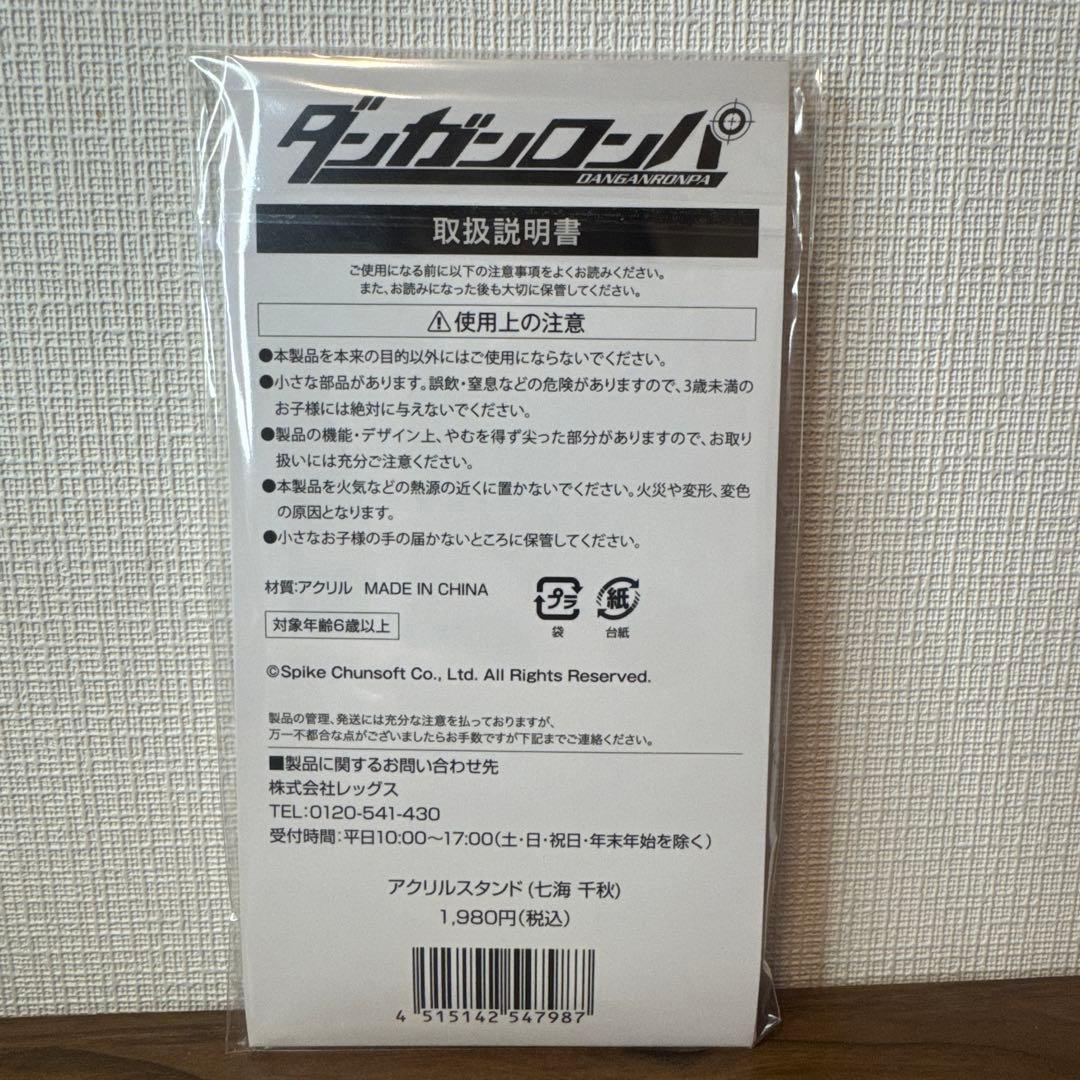 ダンガンロンパ
DANGANRONPA
取扱説明書
ご使用になる前に以下の注意事項をよくお読みください。
また、お読みになった後も大切に保管してください。
⚠使用上の注意
●本製品を本来の目的以外にはご使用にならないでください。
●小さな部品があります。誤飲・窒息などの危険がありますので、3歳未満の
お子様には絶対に与えないでください。
●製品の機能・デザイン上、やむを得ず尖った部分がありますので、お取り
扱いには充分ご注意ください。
●本製品を火気などの熱源の近くに置かないでください。火災や変形、変色
の原因となります。
●小さなお子様の手の届かないところに保管してください。
材質:アクリル MADE IN CHINA
プラ 紙
袋 台紙
対象年齢6歳以上
©Spike Chunsoft Co., Ltd. All Rights Reserved.
製品の管理、発送には充分な注意を払っておりますが、
万一不都合な点がございましたらお手数ですが下記までご連絡ください。
■製品に関するお問い合わせ先
株式会社レッグス
TEL:0120-541-430
受付時間:平日10:00～17:00(土・日・祝日・年末年始を除く)
アクリルスタンド(七海 千秋)
1,980円(税込)
4 515142 547987